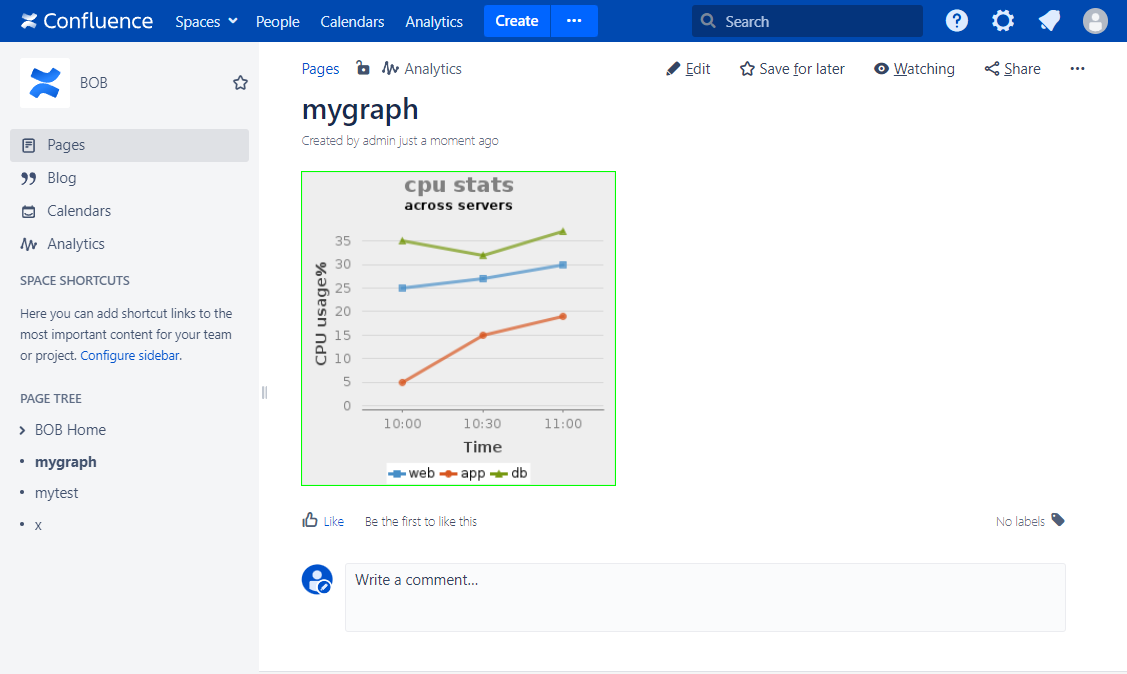 Confluence Spaces People Calendars Analytics Create ··· Search
BOB
Pages
Blog
Calendars
Analytics
SPACE SHORTCUTS
Here you can add shortcut links to the
most important content for your team
or project. Configure sidebar.
PAGE TREE
BOB Home
• mygraph
• mytest
• x
Pages Analytics Edit Save for later Watching Share ···
mygraph
Created by admin just a moment ago
cpu stats
across servers
CPU usage%
35
30
25
20
15
10
5
0
10:00 10:30 11:00
Time
web app db
Like Be the first to like this No labels
Write a comment...